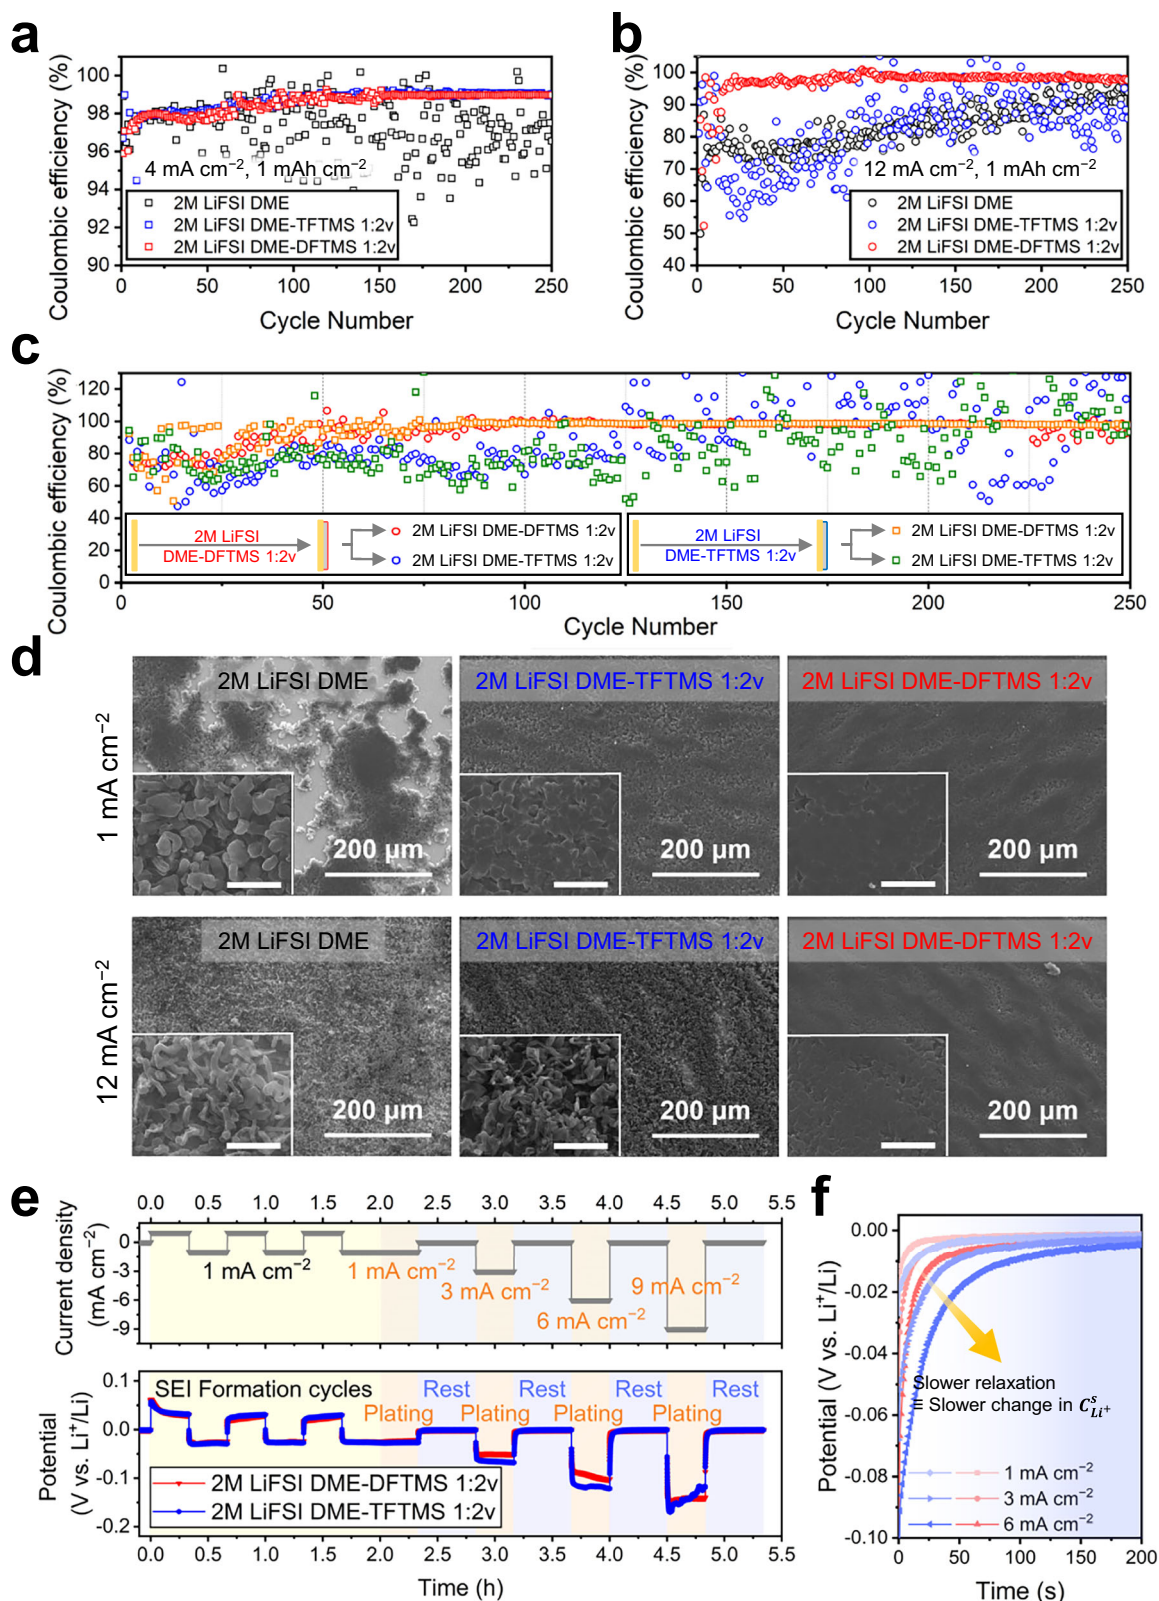 a
Coulombic efficiency (%)
100
98
96
94
92
90
4 mA cm⁻², 1 mAh cm⁻²
2M LiFSI DME
2M LiFSI DME-TFTMS 1:2v
2M LiFSI DME-DFTMS 1:2v
0 50 100 150 200 250
Cycle Number
b
Coulombic efficiency (%)
100
90
80
70
60
50
40
12 mA cm⁻², 1 mAh cm⁻²
2M LiFSI DME
2M LiFSI DME-TFTMS 1:2v
2M LiFSI DME-DFTMS 1:2v
0 50 100 150 200 250
Cycle Number
c
Coulombic efficiency (%)
120
100
80
60
40
20
0
2M LiFSI
DME-DFTMS 1:2v
2M LiFSI DME-DFTMS 1:2v
2M LiFSI DME-TFTMS 1:2v
2M LiFSI
DME-TFTMS 1:2v
2M LiFSI DME-DFTMS 1:2v
2M LiFSI DME-TFTMS 1:2v
0 50 100 150 200 250
Cycle Number
d
1 mA cm⁻²
2M LiFSI DME
200 µm
2M LiFSI DME-TFTMS 1:2v
200 µm
2M LiFSI DME-DFTMS 1:2v
200 µm
12 mA cm⁻²
2M LiFSI DME
200 µm
2M LiFSI DME-TFTMS 1:2v
200 µm
2M LiFSI DME-DFTMS 1:2v
200 µm
e
0.0 0.5 1.0 1.5 2.0 2.5 3.0 3.5 4.0 4.5 5.0 5.5
Current density
(mA cm⁻²)
0
-3
-6
-9
1 mA cm⁻²
1 mA cm⁻²
3 mA cm⁻²
6 mA cm⁻²
9 mA cm⁻²
Potential
(V vs. Li⁺/Li)
0.1
0.0
-0.1
-0.2
SEI Formation cycles
Rest Rest Rest Rest
Plating Plating Plating Plating
2M LiFSI DME-DFTMS 1:2v
2M LiFSI DME-TFTMS 1:2v
0.0 0.5 1.0 1.5 2.0 2.5 3.0 3.5 4.0 4.5 5.0 5.5
Time (h)
f
Potential (V vs. Li⁺/Li)
0.00
-0.02
-0.04
-0.06
-0.08
-0.10
Slower relaxation
≡ Slower change in C^s_Li⁺
1 mA cm⁻²
3 mA cm⁻²
6 mA cm⁻²
0 50 100 150 200
Time (s)